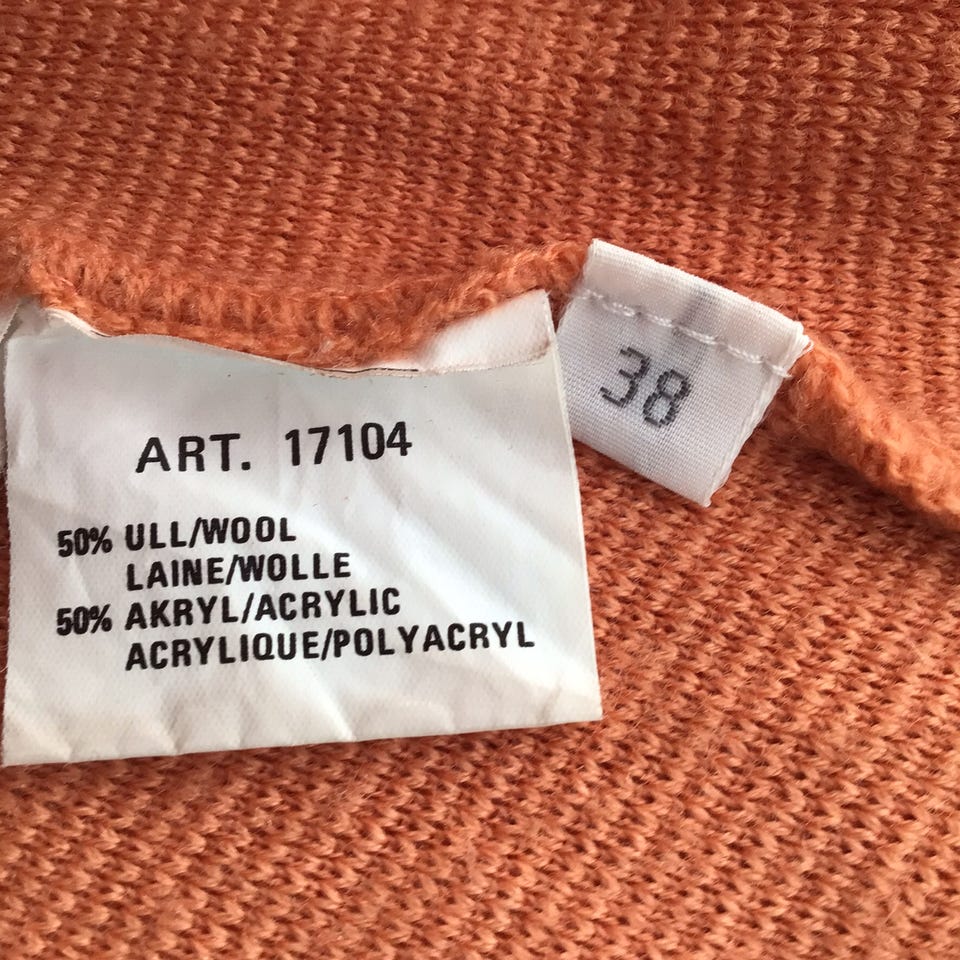 ART. 17104
50% ULL/WOOL
LAINE/WOLLE
50% AKRYL/ACRYLIC
ACRYLIQUE/POLYACRYL
38